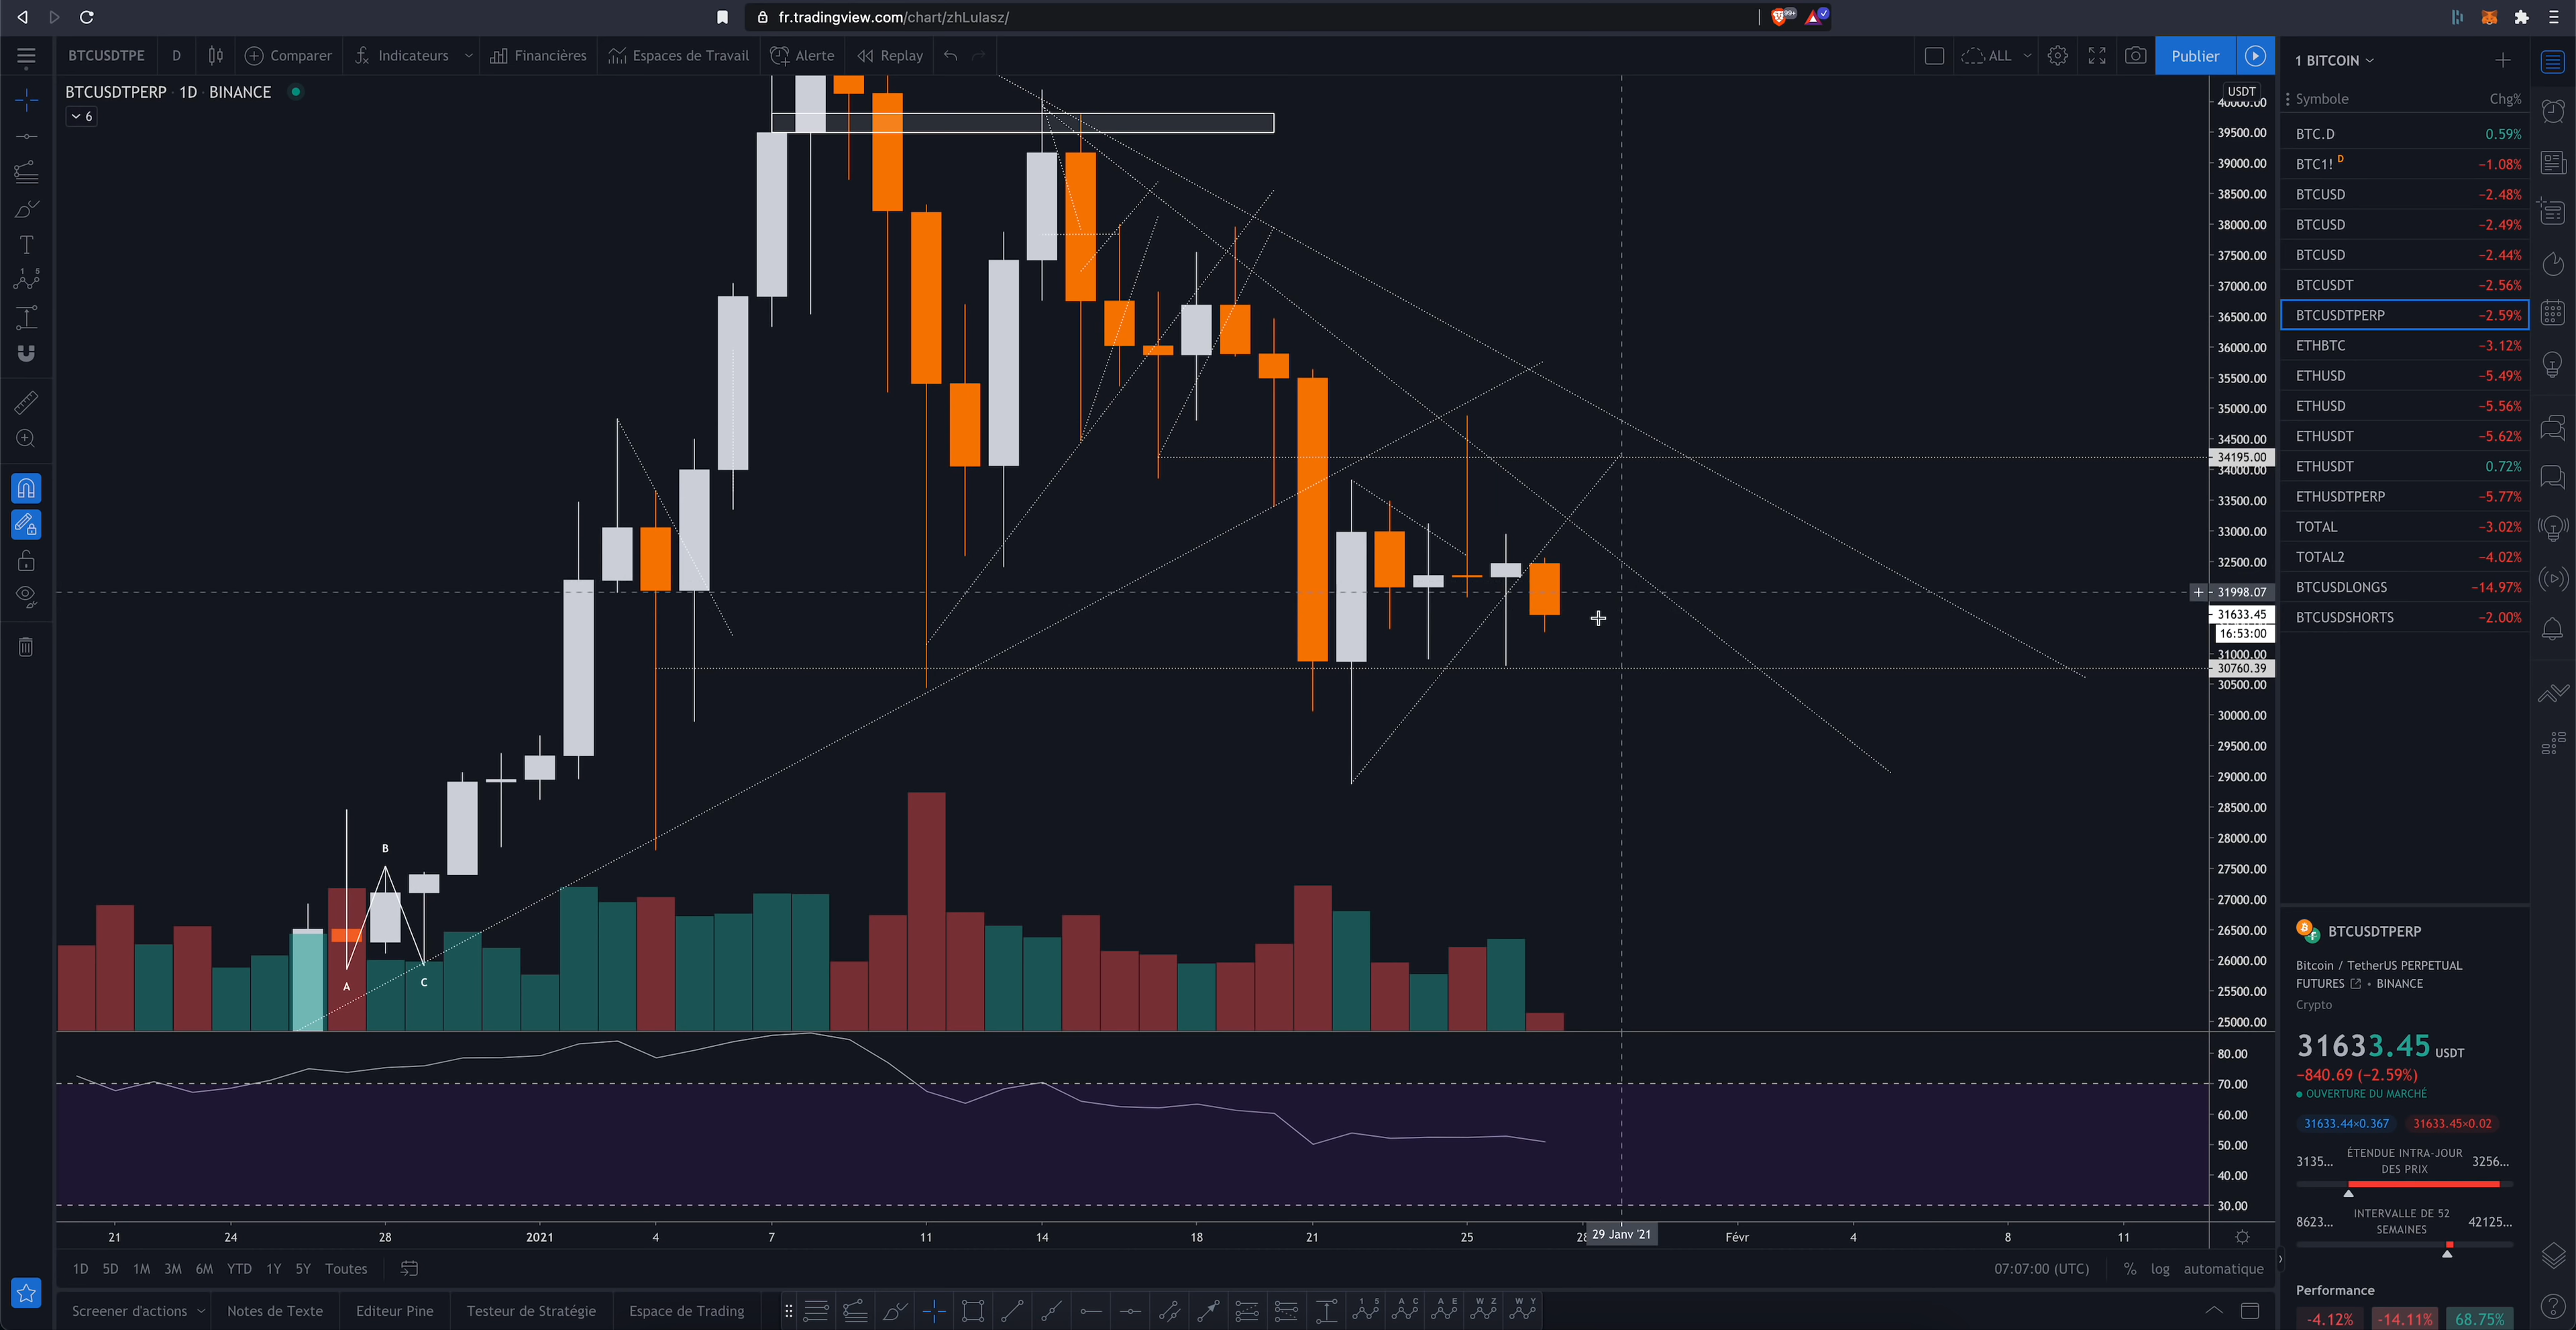 fr.tradingview.com/chart/zhLulasz/
99+
BTCUSDTPE D Comparer Indicateurs Financières Espaces de Travail Alerte Replay ALL Publier
BTCUSDTPERP · 1D · BINANCE
6
USDT
40000.00
39500.00
39000.00
38500.00
38000.00
37500.00
37000.00
36500.00
36000.00
35500.00
35000.00
34500.00
34195.00
34000.00
33500.00
33000.00
32500.00
31998.07
31633.45
16:53:00
31000.00
30760.39
30500.00
30000.00
29500.00
29000.00
28500.00
28000.00
27500.00
27000.00
26500.00
26000.00
25500.00
25000.00
B
A
C
80.00
70.00
60.00
50.00
40.00
30.00
21 24 28 2021 4 7 11 14 18 21 25 28 29 Janv '21 Févr 4 8 11
1D 5D 1M 3M 6M YTD 1Y 5Y Toutes 07:07:00 (UTC) % log automatique
Screener d'actions Notes de Texte Editeur Pine Testeur de Stratégie Espace de Trading
1 5 A C A E W Z W Y
1 BITCOIN
Symbole Chg%
BTC.D 0.59%
BTC1! D −1.08%
BTCUSD −2.48%
BTCUSD −2.49%
BTCUSD −2.44%
BTCUSDT −2.56%
BTCUSDTPERP −2.59%
ETHBTC −3.12%
ETHUSD −5.49%
ETHUSD −5.56%
ETHUSDT −5.62%
ETHUSDT 0.72%
ETHUSDTPERP −5.77%
TOTAL −3.02%
TOTAL2 −4.02%
BTCUSDLONGS −14.97%
BTCUSDSHORTS −2.00%
BTCUSDTPERP
Bitcoin / TetherUS PERPETUAL
FUTURES • BINANCE
Crypto
31633.45 USDT
−840.69 (−2.59%)
OUVERTURE DU MARCHÉ
31633.44×0.367 31633.45×0.02
3135... ÉTENDUE INTRA-JOUR DES PRIX 3256...
8623... INTERVALLE DE 52 SEMAINES 42125...
Performance
-4.12% -14.11% 68.75%